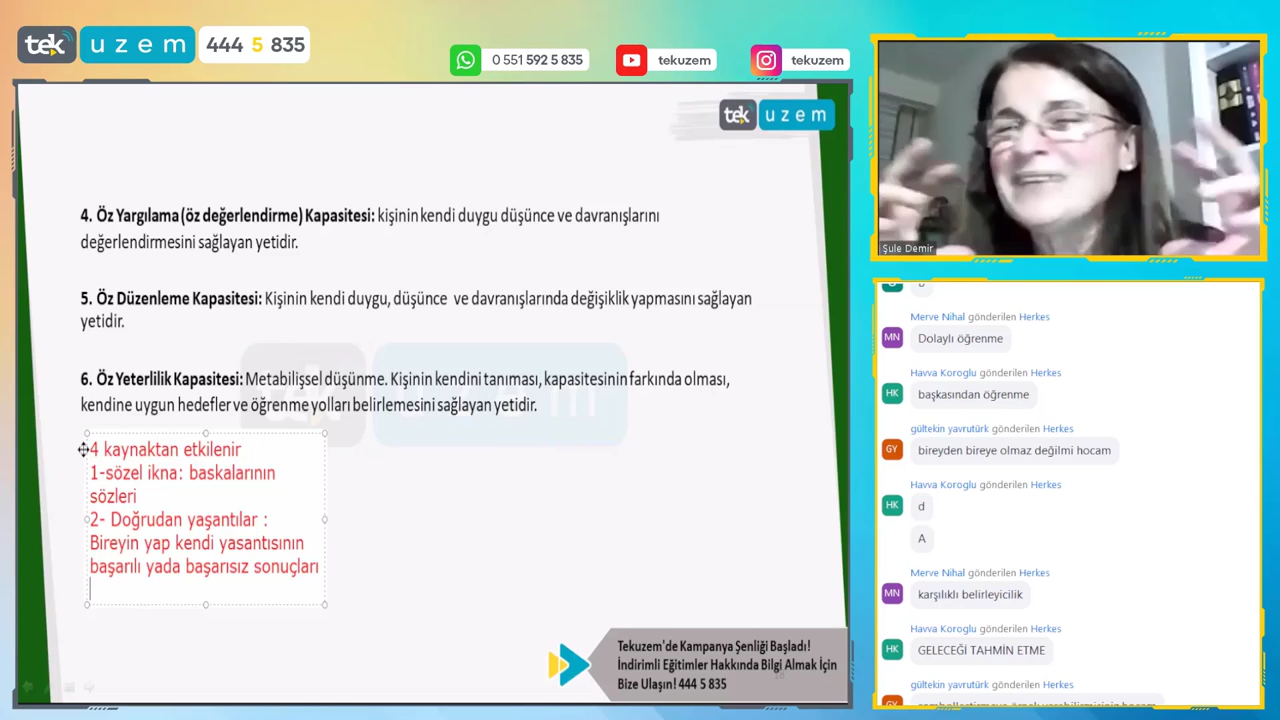 tek uzem 444 5 835
0 551 592 5 835
tekuzem
tekuzem
tek uzem
4. Öz Yargılama (öz değerlendirme) Kapasitesi: kişinin kendi duygu düşünce ve davranışlarını
değerlendirmesini sağlayan yetidir.
5. Öz Düzenleme Kapasitesi: Kişinin kendi duygu, düşünce ve davranışlarında değişiklik yapmasını sağlayan
yetidir.
6. Öz Yeterlilik Kapasitesi: Metabilişsel düşünme. Kişinin kendini tanıması, kapasitesinin farkında olması,
kendine uygun hedefler ve öğrenme yolları belirlemesini sağlayan yetidir.
4 kaynaktan etkilenir
1-sözel ikna: baskalarının
sözleri
2- Doğrudan yaşantılar :
Bireyin yap kendi yasantısının
başarılı yada başarısız sonuçları
Tekuzem'de Kampanya Şenliği Başladı!
İndirimli Eğitimler Hakkında Bilgi Almak İçin
Bize Ulaşın! 444 5 835
18
Şule Demir
Merve Nihal gönderilen Herkes
MN Dolaylı öğrenme
Havva Koroglu gönderilen Herkes
HK başkasından öğrenme
gültekin yavrutürk gönderilen Herkes
GY bireyden bireye olmaz değilmi hocam
Havva Koroglu gönderilen Herkes
HK d
A
Merve Nihal gönderilen Herkes
MN karşılıklı belirleyicilik
Havva Koroglu gönderilen Herkes
HK GELECEĞİ TAHMİN ETME
gültekin yavrutürk gönderilen Herkes